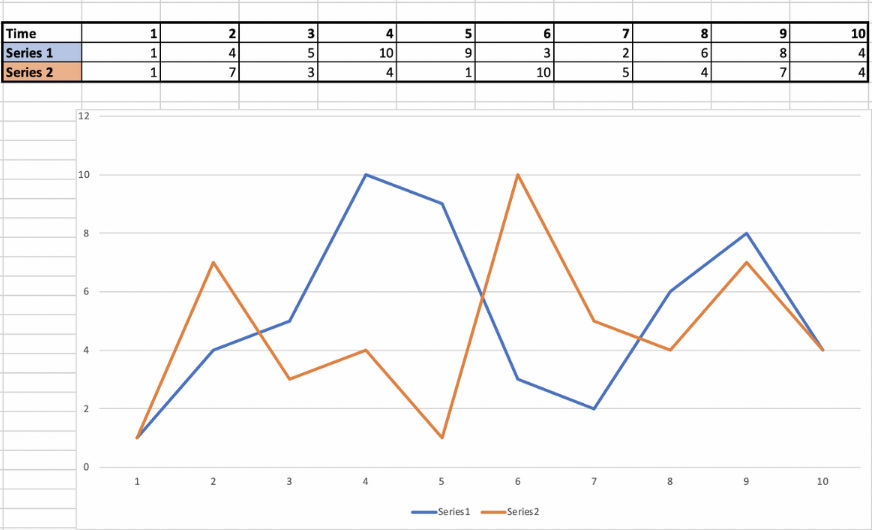 Time 1 2 3 4 5 6 7 8 9 10
Series 1 1 4 5 10 9 3 2 6 8 4
Series 2 1 7 3 4 1 10 5 4 7 4
12
10
8
6
4
2
0
1 2 3 4 5 6 7 8 9 10
Series1 Series2